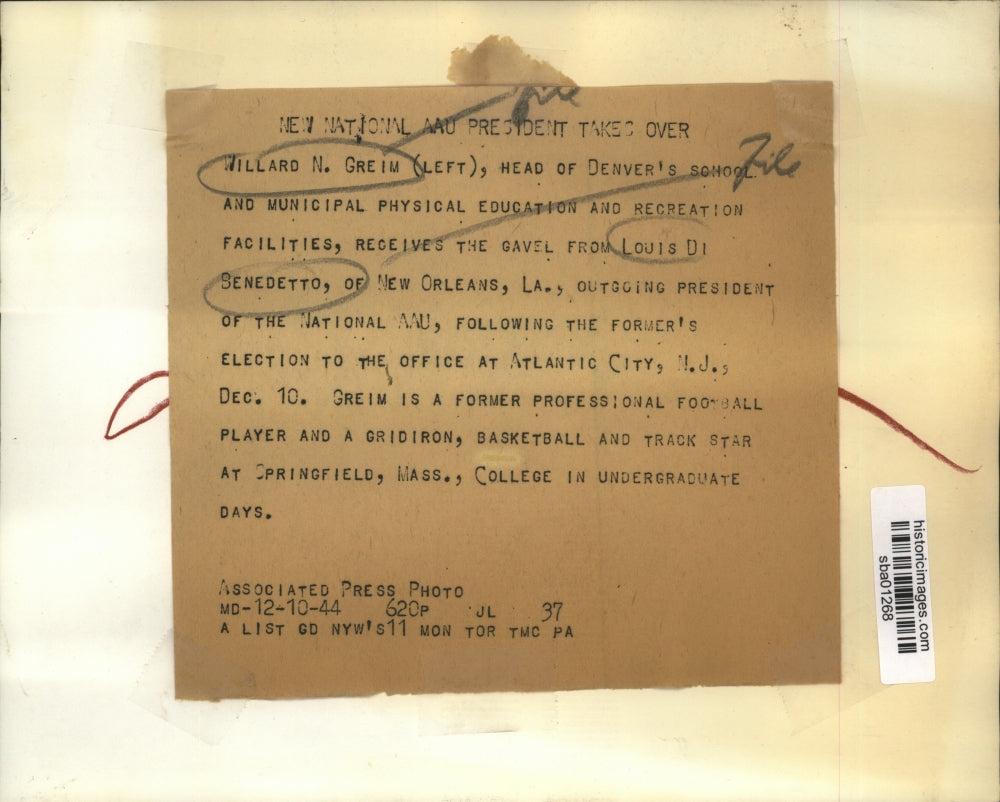 File
NEW NATIONAL AAU PRESIDENT TAKES OVER
WILLARD N. GREIM (LEFT), HEAD OF DENVER'S SCHOOL File
AND MUNICIPAL PHYSICAL EDUCATION AND RECREATION
FACILITIES, RECEIVES THE GAVEL FROM LOUIS DI
BENEDETTO, OF NEW ORLEANS, LA., OUTGOING PRESIDENT
OF THE NATIONAL AAU, FOLLOWING THE FORMER'S
ELECTION TO THE OFFICE AT ATLANTIC CITY, N.J.,
DEC. 10. GREIM IS A FORMER PROFESSIONAL FOOTBALL
PLAYER AND A GRIDIRON, BASKETBALL AND TRACK STAR
AT SPRINGFIELD, MASS., COLLEGE IN UNDERGRADUATE
DAYS.
ASSOCIATED PRESS PHOTO
MD-12-10-44 620P JL 37
A LIST GD NYW'S11 MON TOR TMC PA
historicimages.com
sba01268